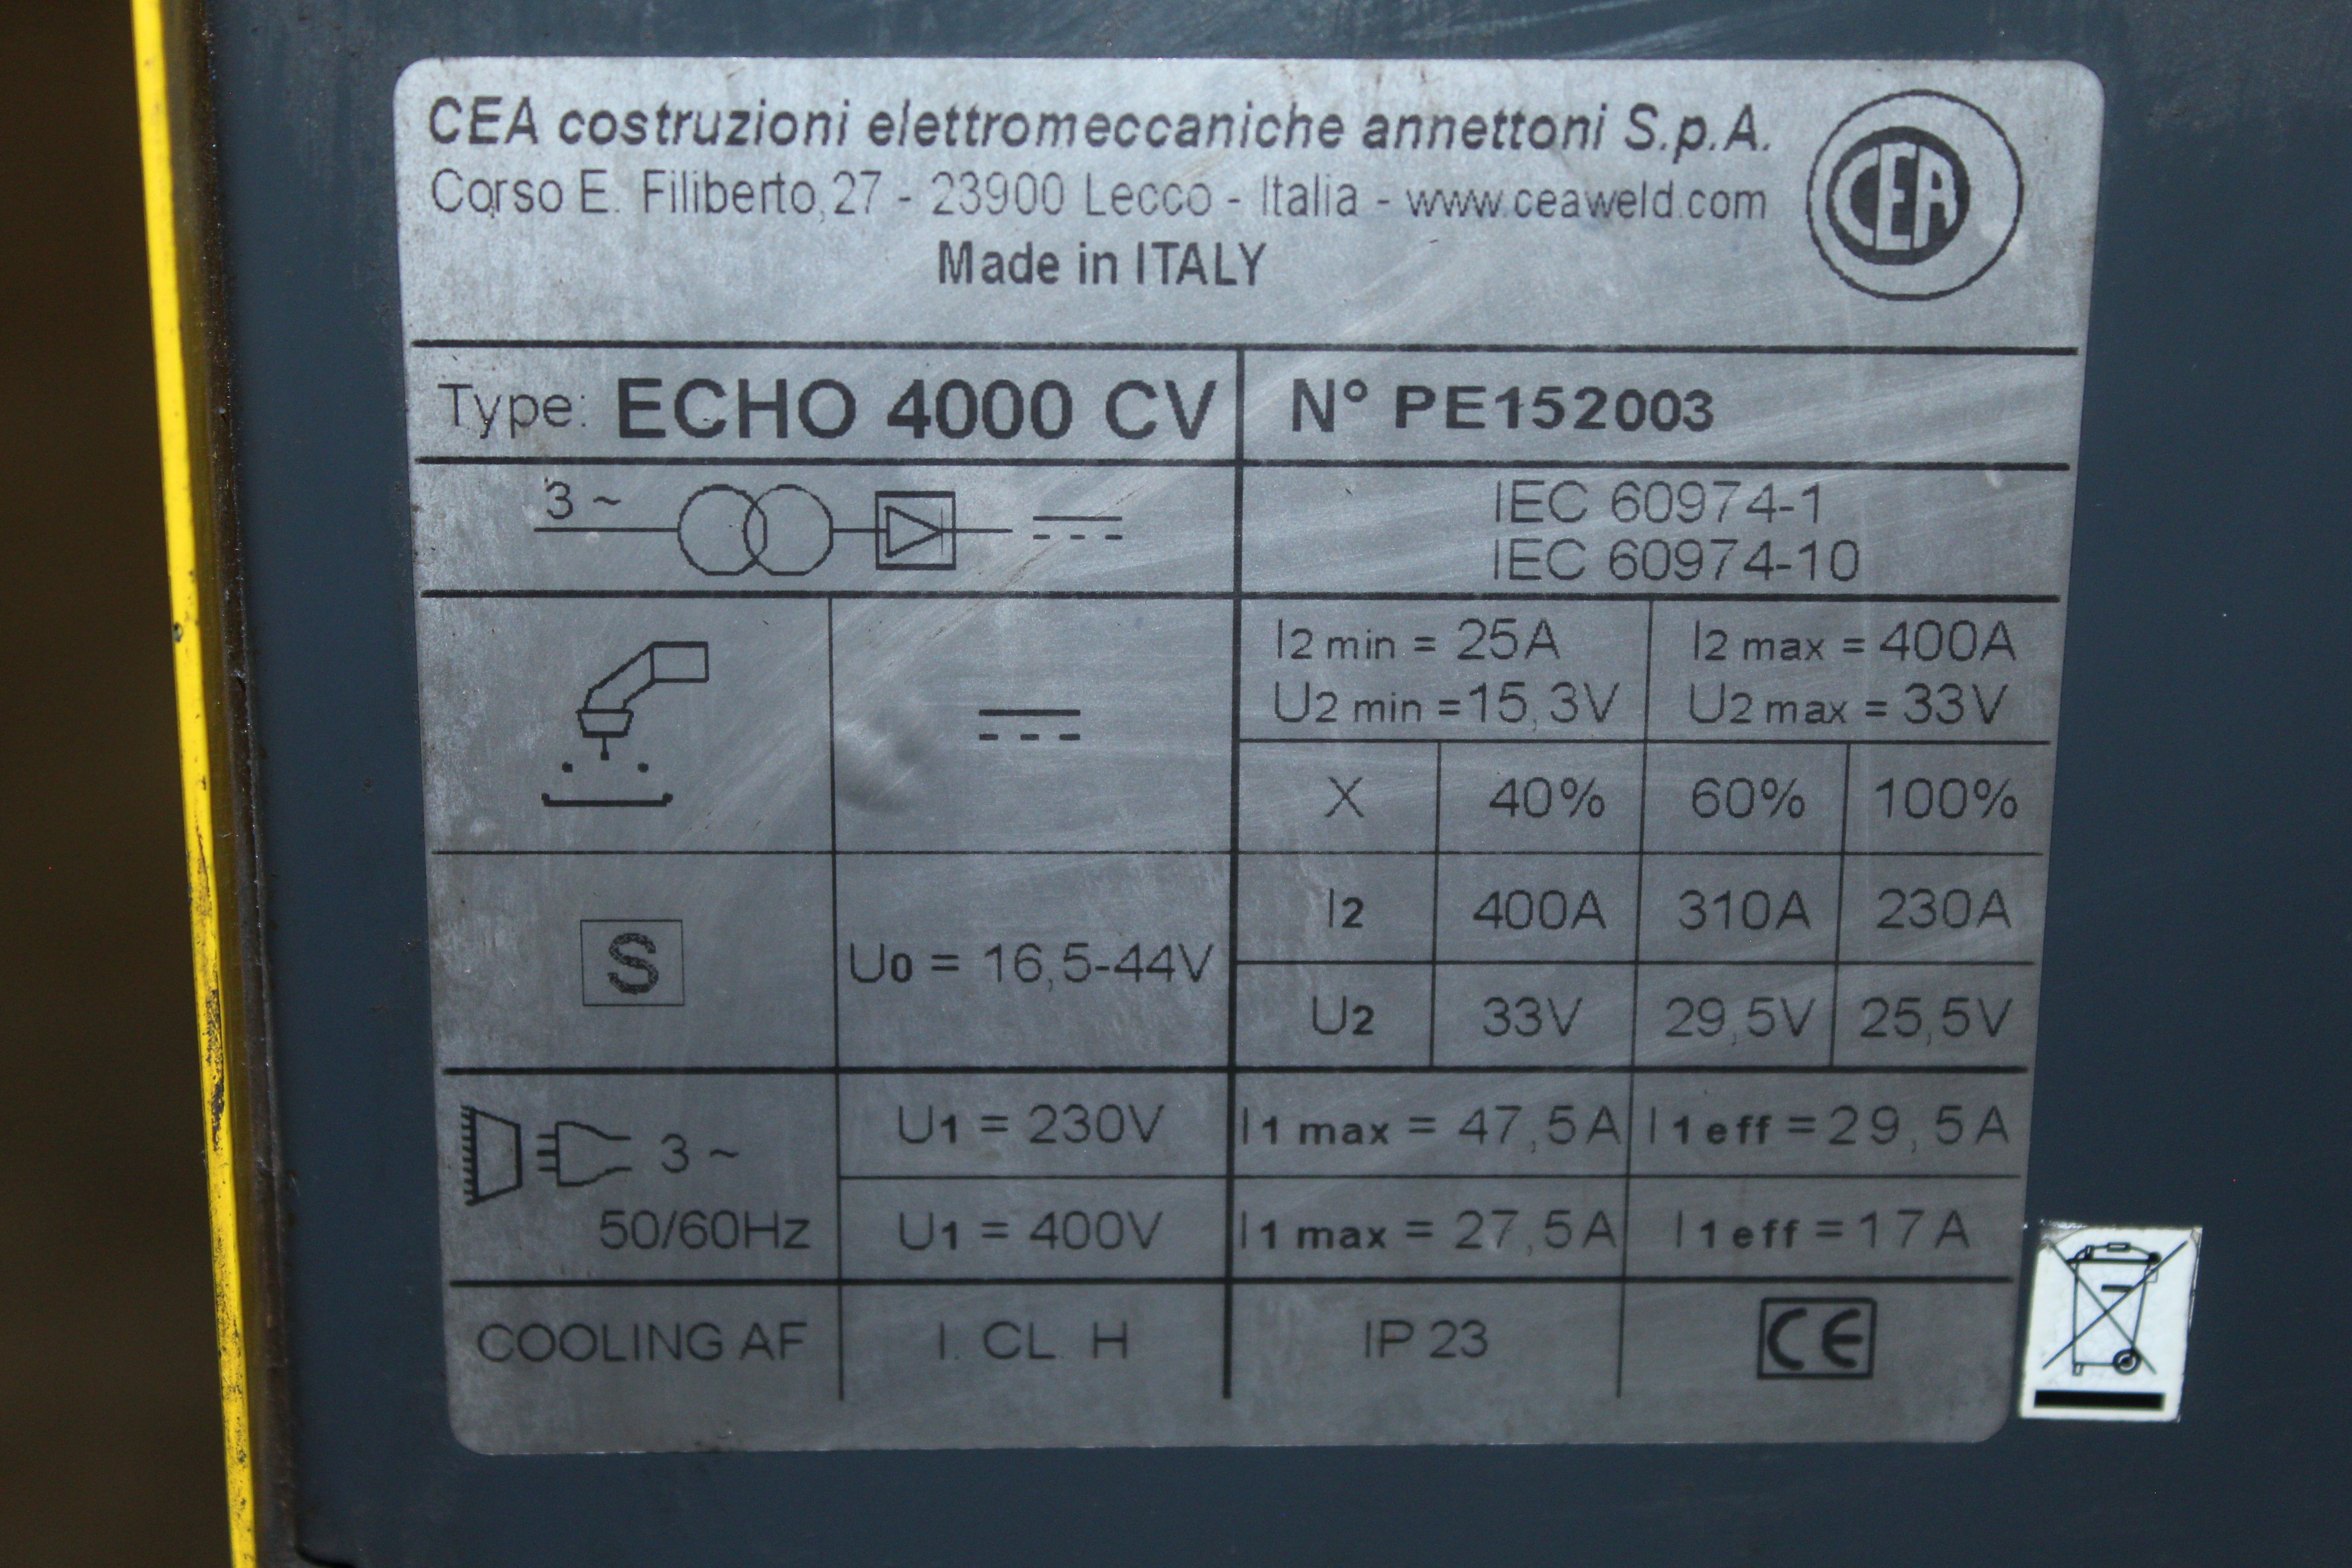 CEA costruzioni elettromeccaniche annettoni S.p.A.
Corso E. Filiberto,27 - 23900 Lecco - Italia - www.ceaweld.com
Made in ITALY
CEA
Type: ECHO 4000 CV
N° PE152003
3 ~
IEC 60974-1
IEC 60974-10
I2 min = 25A
U2 min =15,3V
I2 max = 400A
U2 max = 33V
X 40% 60% 100%
I2 400A 310A 230A
U2 33V 29,5V 25,5V
S
U0 = 16,5-44V
3 ~
50/60Hz
U1 = 230V I1 max = 47,5A I1 eff = 29,5A
U1 = 400V I1 max = 27,5A I1 eff = 17A
COOLING AF I. CL. H IP 23 CE